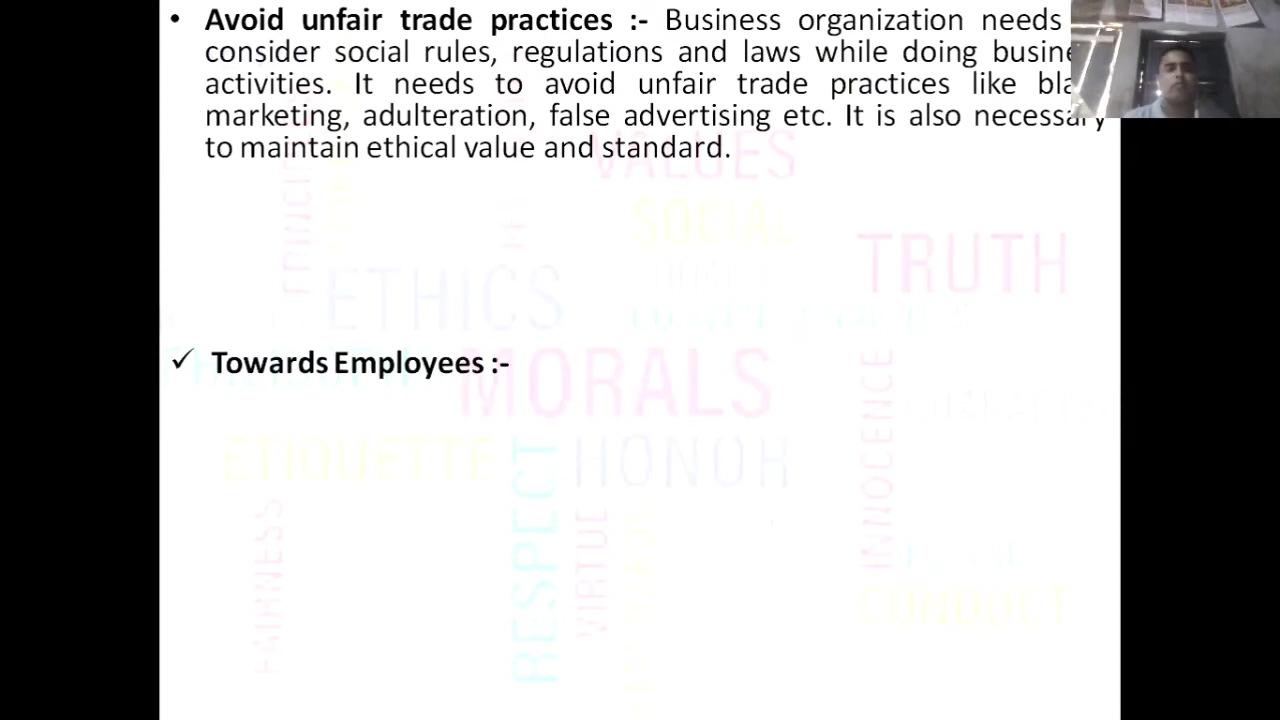 • Avoid unfair trade practices :- Business organization needs
consider social rules, regulations and laws while doing
activities. It needs to avoid unfair trade practices like
marketing, adulteration, false advertising etc. It is also necessary
to maintain ethical value and standard.
VALUES
SOCIAL
TRUTH
ETHICS
✓ Towards Employees :-
MORALS
INNOCENCE
ETIQUETTE
RESPECT
HONOR
VIRTUE
FAIRNESS
CONDUCT